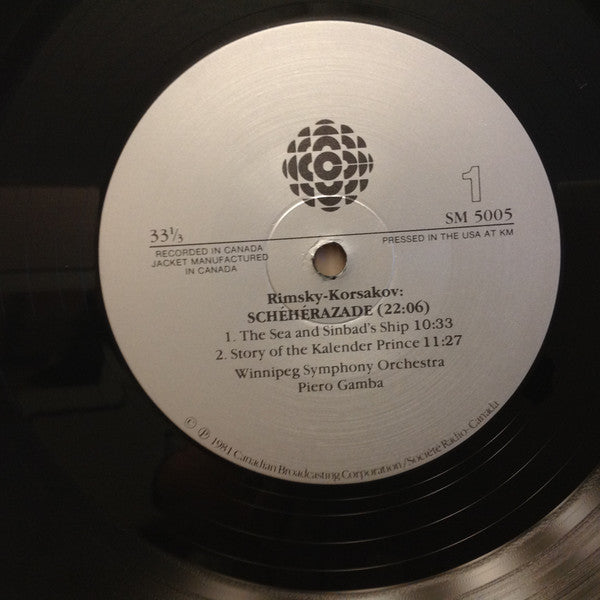 1
SM 5005
33⅓
PRESSED IN THE USA AT KM
RECORDED IN CANADA
JACKET MANUFACTURED
IN CANADA
Rimsky-Korsakov:
SCHÉHÉRAZADE (22:06)
1. The Sea and Sinbad's Ship 10:33
2. Story of the Kalender Prince 11:27
Winnipeg Symphony Orchestra
Piero Gamba
© ℗ 1981 Canadian Broadcasting Corporation/Société Radio-Canada